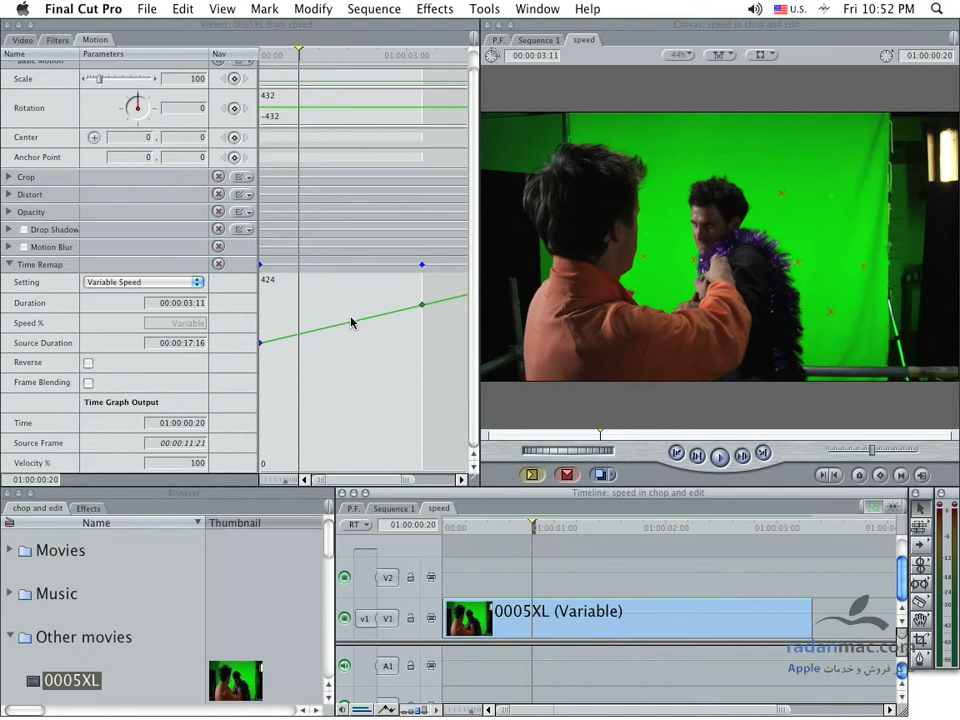 Final Cut Pro File Edit View Mark Modify Sequence Effects Tools Window Help U.S. Fri 10:52 PM
Viewer: 0005XL from speed
Canvas: speed in chop and edit
Video Filters Motion
P.F. Sequence 1 speed
Name Parameters Nav :00:00 01:00:03:00
00:00:03:11 44% 01:00:00:20
Basic Motion
Scale 100
Rotation 0 432 -432
Center 0 , 0
Anchor Point 0 , 0
Crop
Distort
Opacity
Drop Shadow
Motion Blur
Time Remap
Setting Variable Speed 424
Duration 00:00:03:11
Speed % Variable
Source Duration 00:00:17:16
Reverse
Frame Blending
Time Graph Output
Time 01:00:00:20
Source Frame 00:00:11:21
Velocity % 100 0
01:00:00:20
Browser
Timeline: speed in chop and edit
chop and edit Effects
P.F. Sequence 1 speed
Name Thumbnail
RT 01:00:00:20 :00:00 01:00:01:00 01:00:02:00 01:00:03:00 01:00:04
Movies
V2
Music
v1 V1 0005XL (Variable)
Other movies
radanmac.com
A1
مرکز فروش و خدمات Apple
0005XL